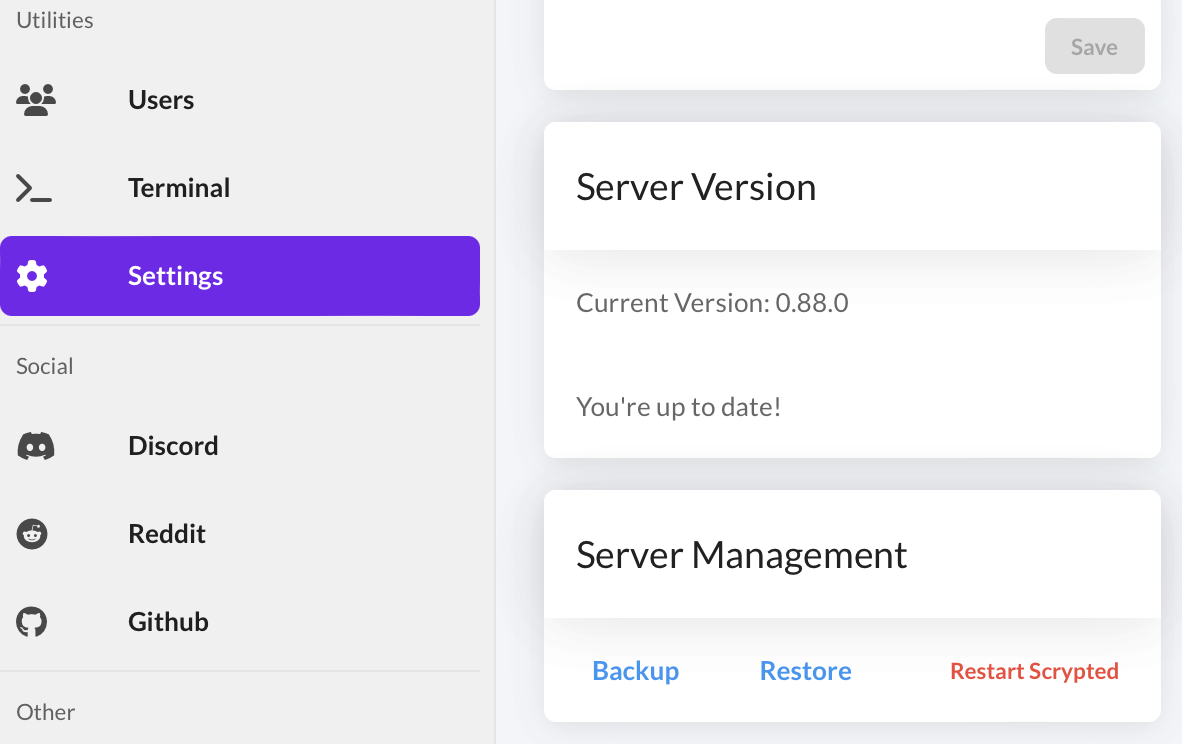 Utilities
Users
Terminal
Settings
Social
Discord
Reddit
Github
Other
Save
Server Version
Current Version: 0.88.0
You're up to date!
Server Management
Backup Restore Restart Scrypted